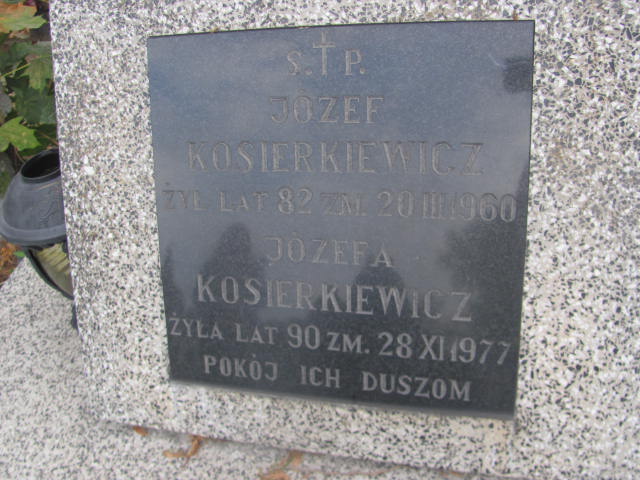 Ś.†P.
JÓZEF
KOSIERKIEWICZ
ŻYŁ LAT 82 ZM. 20 III 1960
JÓZEFA
KOSIERKIEWICZ
ŻYŁA LAT 90 ZM. 28 XI 1977
POKÓJ ICH DUSZOM